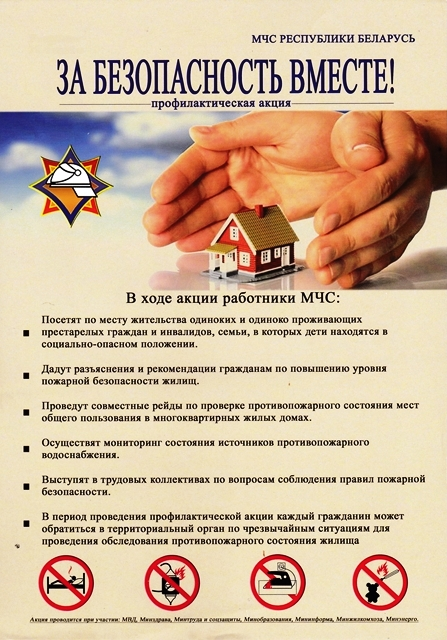 МЧС РЕСПУБЛИКИ БЕЛАРУСЬ
ЗА БЕЗОПАСНОСТЬ ВМЕСТЕ!
профилактическая акция
В ходе акции работники МЧС:
Посетят по месту жительства одиноких и одиноко проживающих
престарелых граждан и инвалидов, семьи, в которых дети находятся в
социально-опасном положении.
Дадут разъяснения и рекомендации гражданам по повышению уровня
пожарной безопасности жилищ.
Проведут совместные рейды по проверке противопожарного состояния мест
общего пользования в многоквартирных жилых домах.
Осуществят мониторинг состояния источников противопожарного
водоснабжения.
Выступят в трудовых коллективах по вопросам соблюдения правил пожарной
безопасности.
В период проведения профилактической акции каждый гражданин может
обратиться в территориальный орган по чрезвычайным ситуациям для
проведения обследования противопожарного состояния жилища
Акция проводится при участии: МВД, Минздрава, Минтруда и соцзащиты, Минобразования, Мининформа, Минжилкомхоза, Минэнерго.